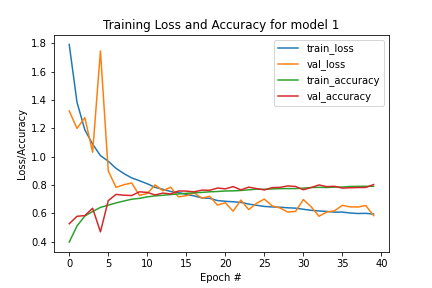 Training Loss and Accuracy for model 1
train_loss
val_loss
train_accuracy
val_accuracy
Loss/Accuracy
1.8
1.6
1.4
1.2
1.0
0.8
0.6
0.4
0 5 10 15 20 25 30 35 40
Epoch #